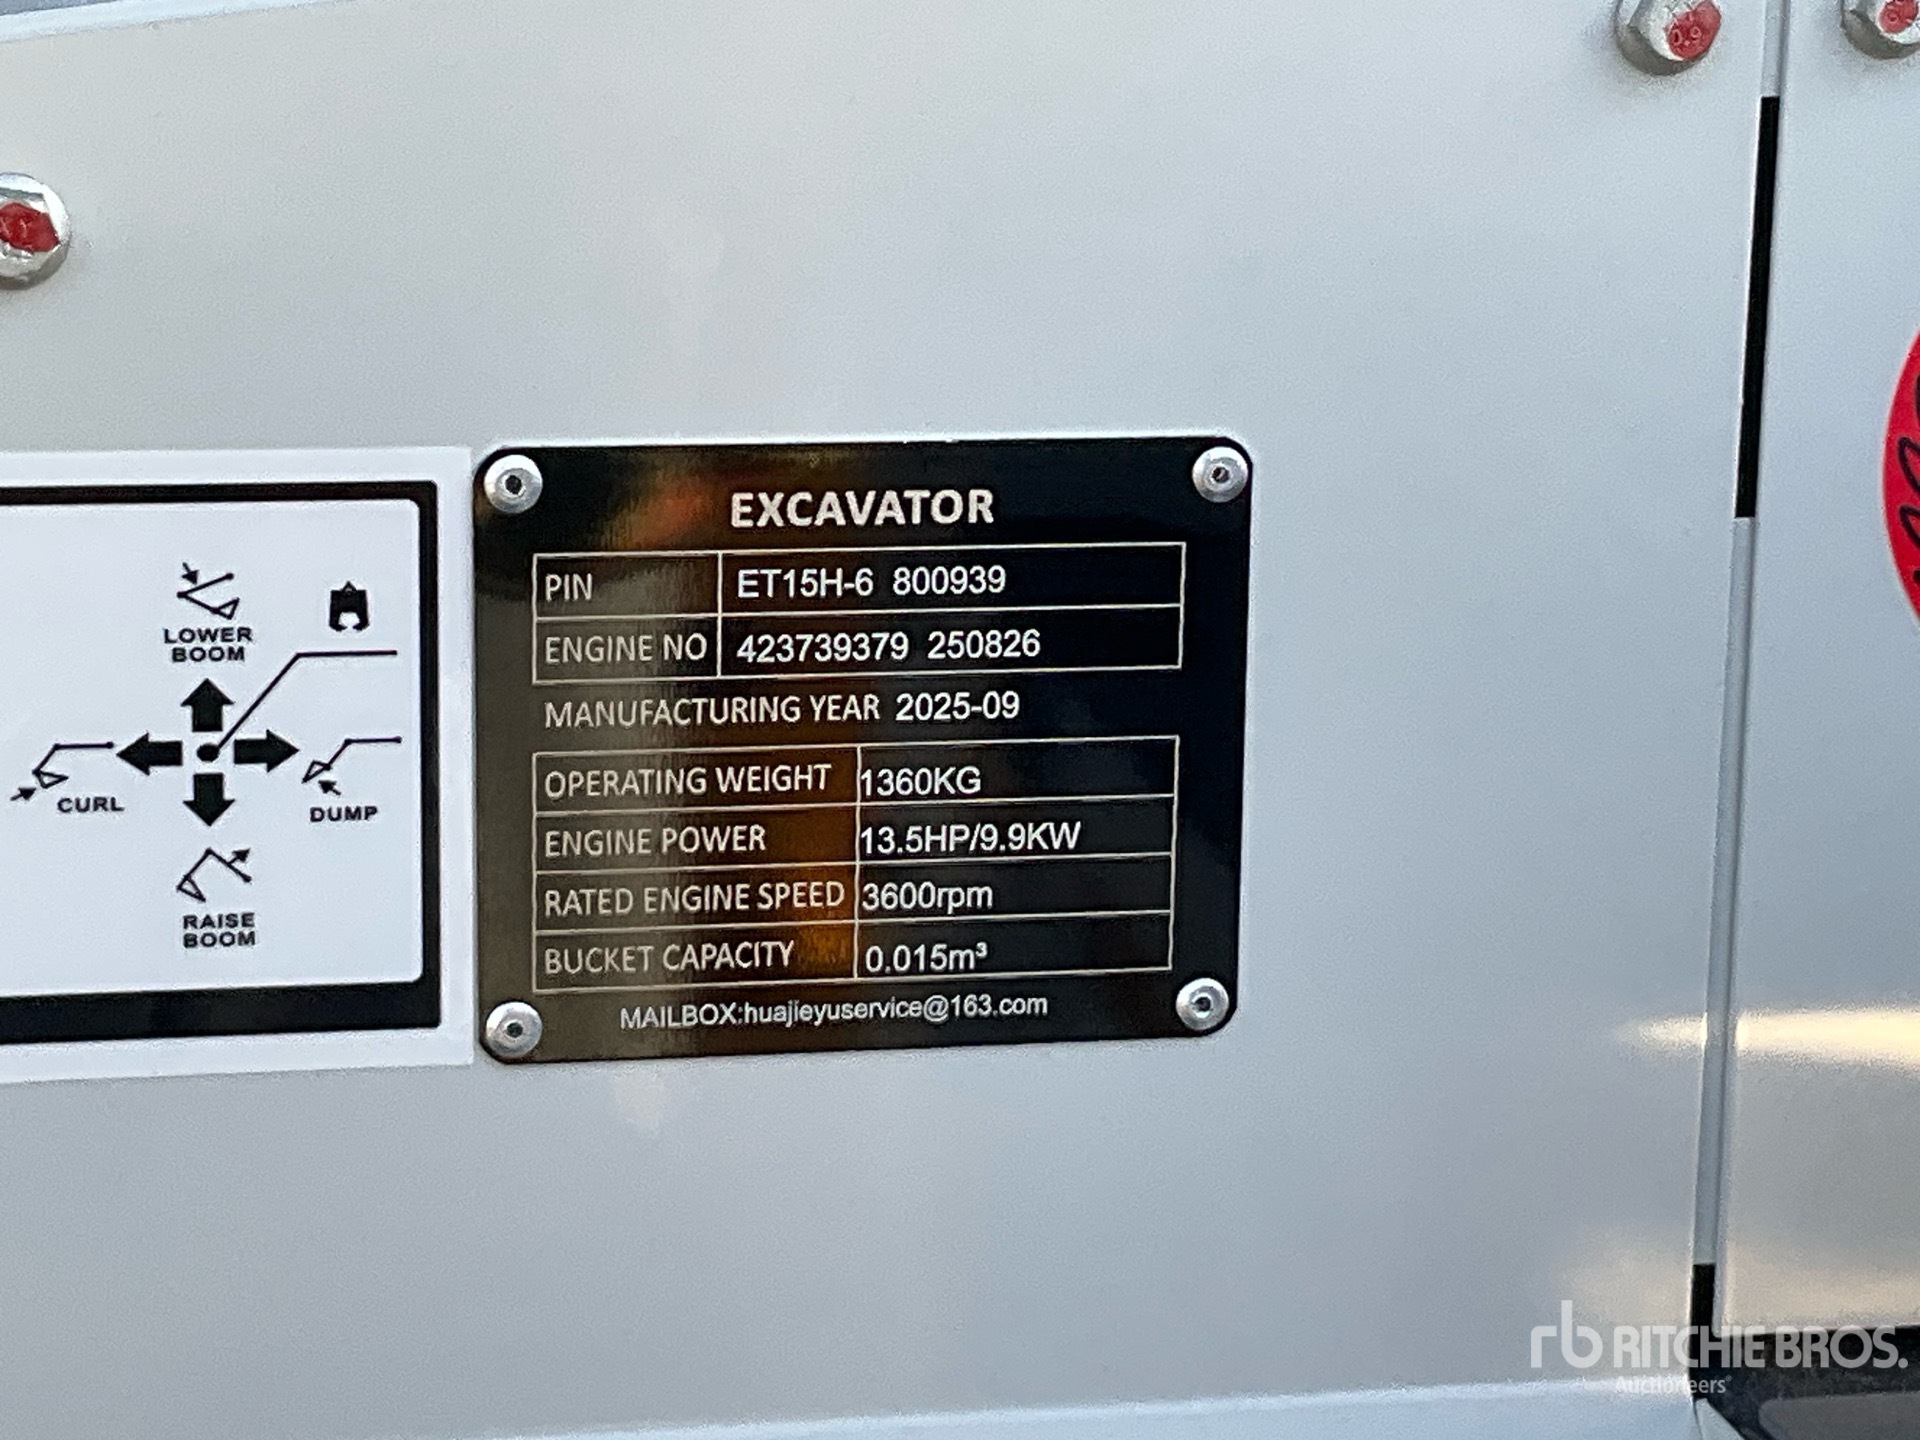 EXCAVATOR
PIN ET15H-6 800939
ENGINE NO 423739379 250826
MANUFACTURING YEAR 2025-09
OPERATING WEIGHT 1360KG
ENGINE POWER 13.5HP/9.9KW
RATED ENGINE SPEED 3600rpm
BUCKET CAPACITY 0.015m³
MAILBOX:huajieyuservice@163.com
LOWER
BOOM
CURL
DUMP
RAISE
BOOM
rb RITCHIE BROS.
Auctioneers